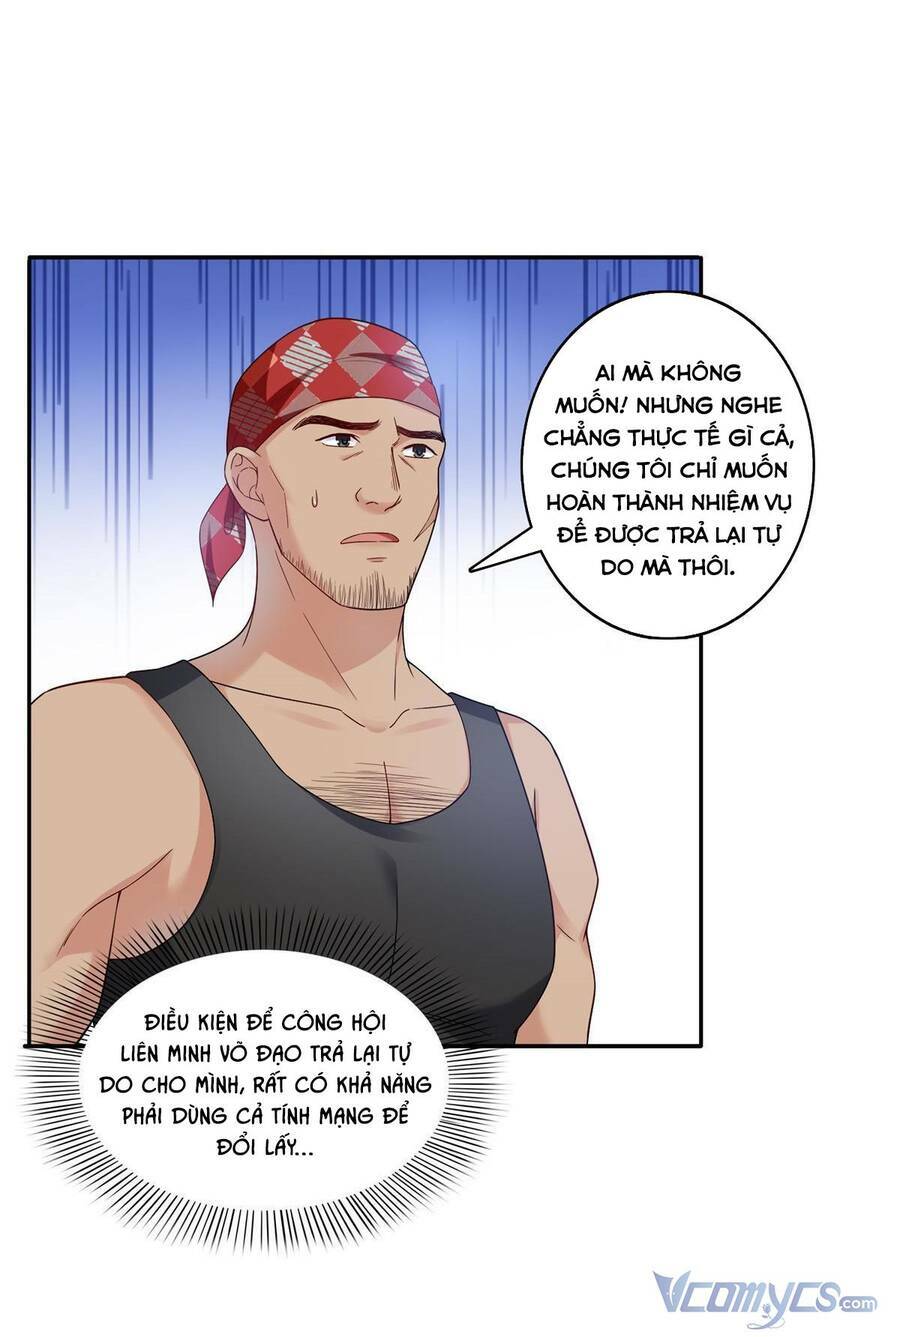 AI MÀ KHÔNG
MUỐN! NHƯNG NGHE
CHẲNG THỰC TẾ GÌ CẢ,
CHÚNG TÔI CHỈ MUỐN
HOÀN THÀNH NHIỆM VỤ
ĐỂ ĐƯỢC TRẢ LẠI TỰ
DO MÀ THÔI.
ĐIỀU KIỆN ĐỂ CÔNG HỘI
LIÊN MINH VÕ ĐẠO TRẢ LẠI TỰ
DO CHO MÌNH, RẤT CÓ KHẢ NĂNG
PHẢI DÙNG CẢ TÍNH MẠNG ĐỂ
ĐỔI LẤY...
VCOMYCS.com